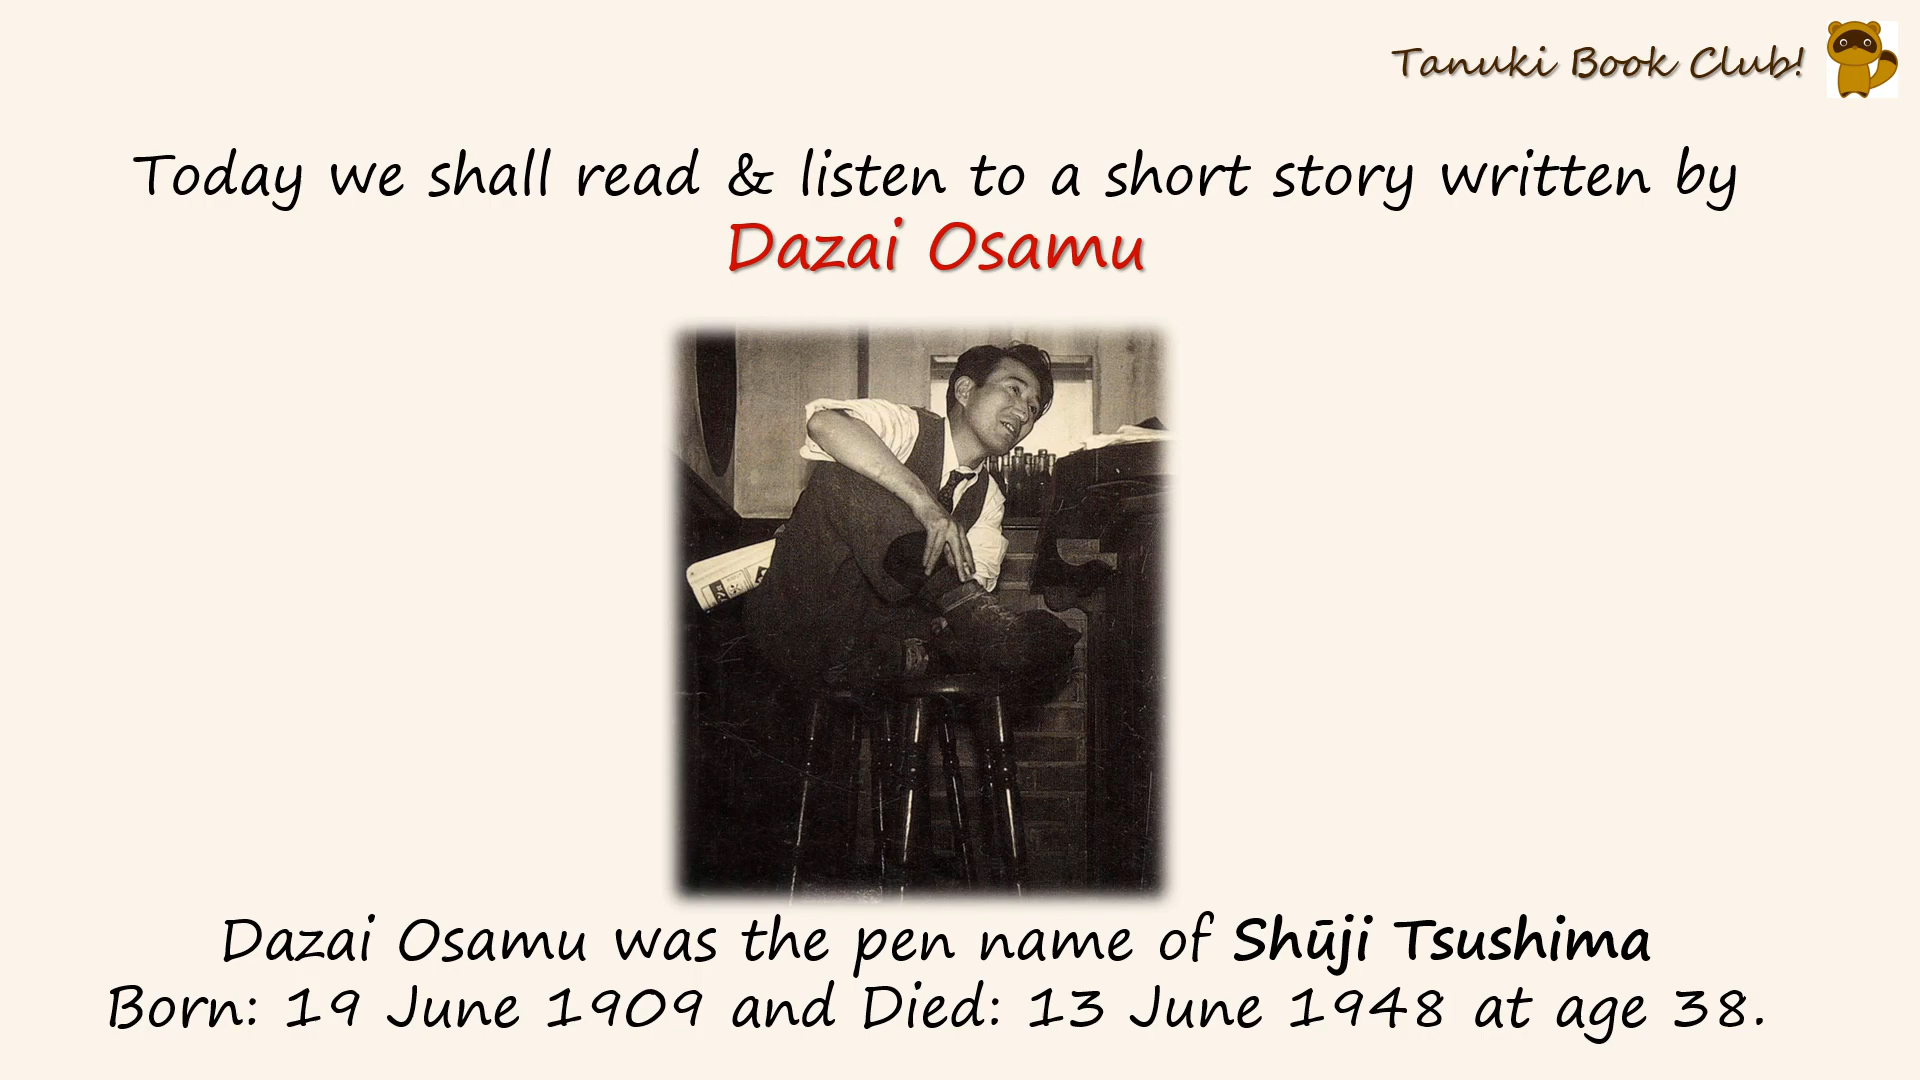 Tanuki Book Club!
Today we shall read & listen to a short story written by
Dazai Osamu
Dazai Osamu was the pen name of Shūji Tsushima
Born: 19 June 1909 and Died: 13 June 1948 at age 38.